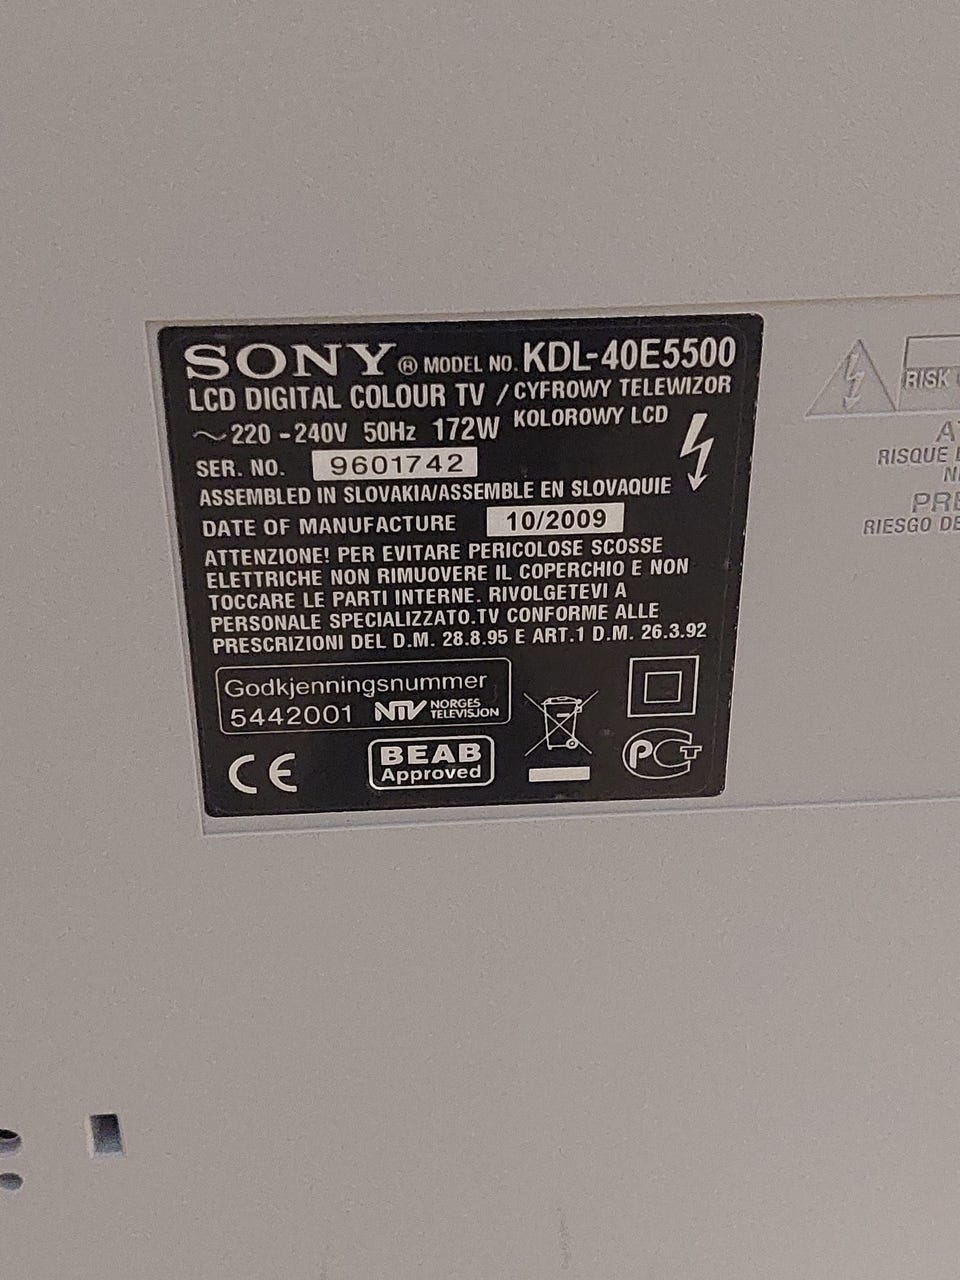 SONY® MODEL NO. KDL-40E5500
LCD DIGITAL COLOUR TV / CYFROWY TELEWIZOR
KOLOROWY LCD
~220-240V 50Hz 172W
SER. NO. 9601742
ASSEMBLED IN SLOVAKIA/ASSEMBLE EN SLOVAQUIE
DATE OF MANUFACTURE 10/2009
ATTENZIONE! PER EVITARE PERICOLOSE SCOSSE
ELETTRICHE NON RIMUOVERE IL COPERCHIO E NON
TOCCARE LE PARTI INTERNE. RIVOLGETEVI A
PERSONALE SPECIALIZZATO.TV CONFORME ALLE
PRESCRIZIONI DEL D.M. 28.8.95 E ART.1 D.M. 26.3.92
Godkjenningsnummer
5442001 NTV NORGES
TELEVISJON
CE
BEAB
Approved
PCT
RISK
RISQUE
RIESGO